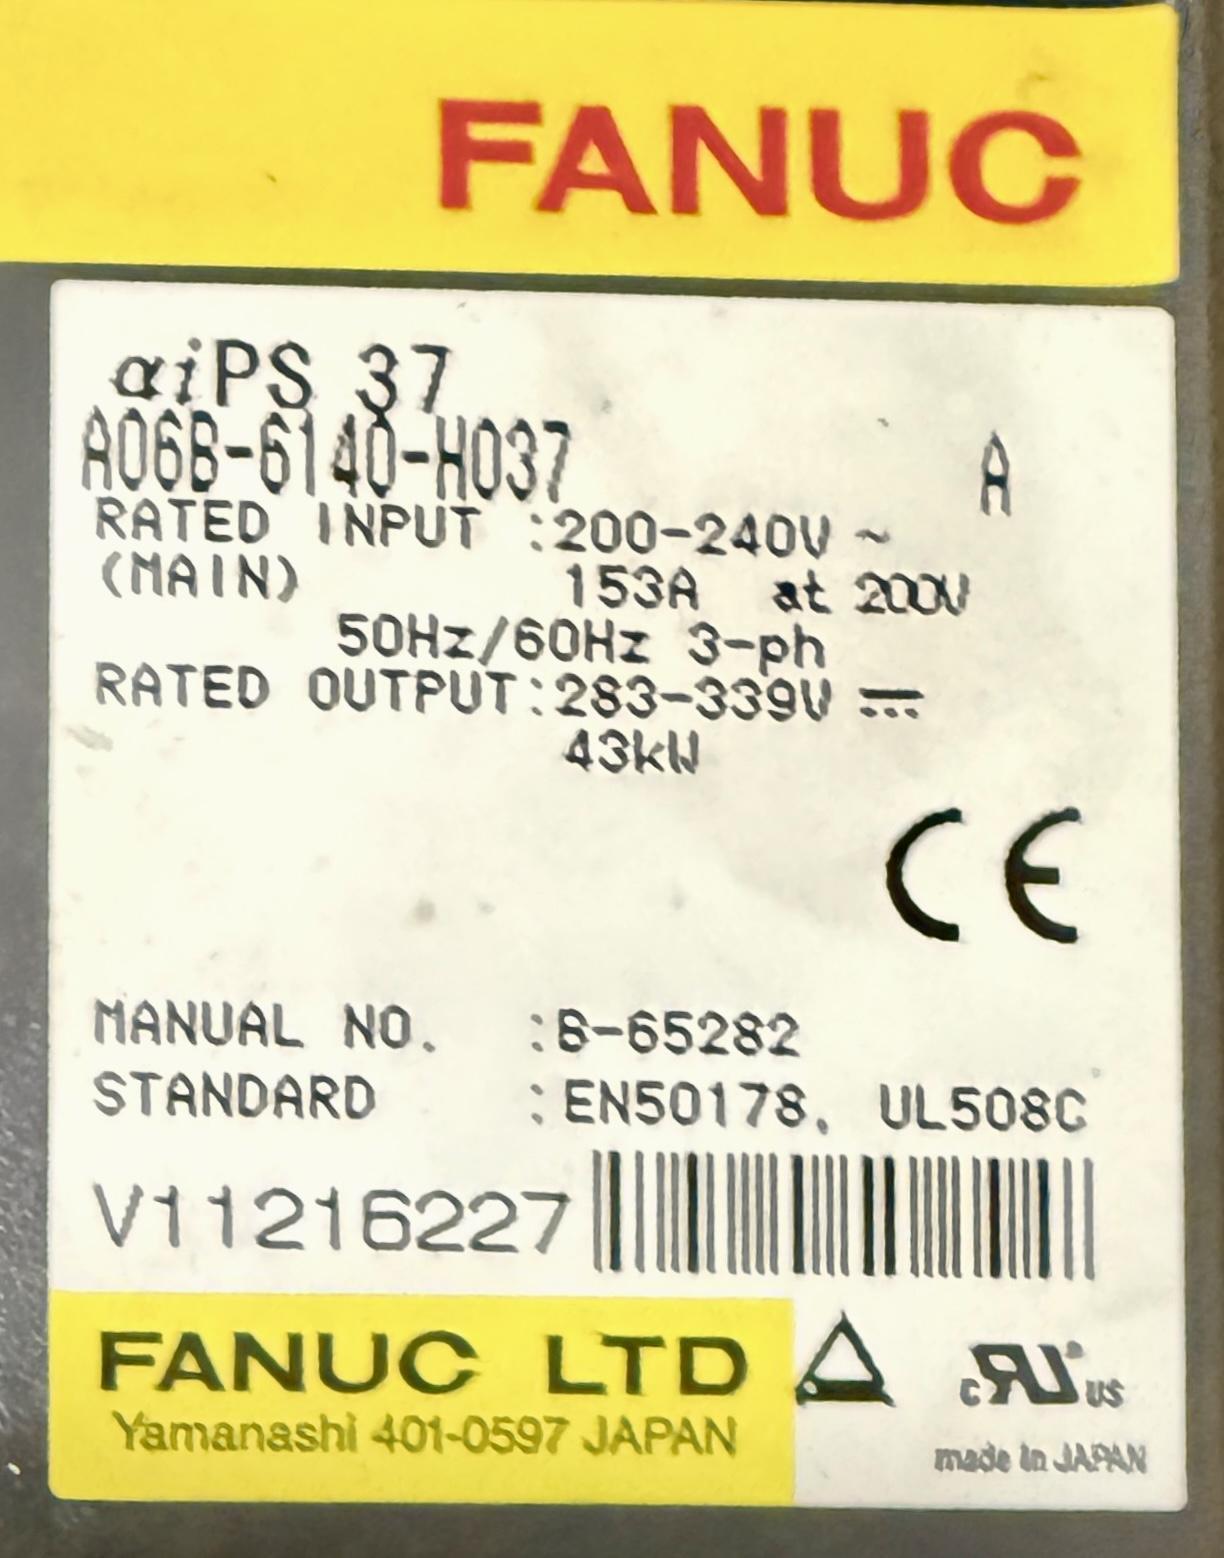 FANUC
αiPS 37
A06B-6140-H037 A
RATED INPUT :200-240V ~
(MAIN) 153A at 200V
50Hz/60Hz 3-ph
RATED OUTPUT:283-339V ⎓
43kW
CE
MANUAL NO. :B-65282
STANDARD :EN50178, UL508C
V11216227
FANUC LTD
Yamanashi 401-0597 JAPAN
c RU US
made in JAPAN